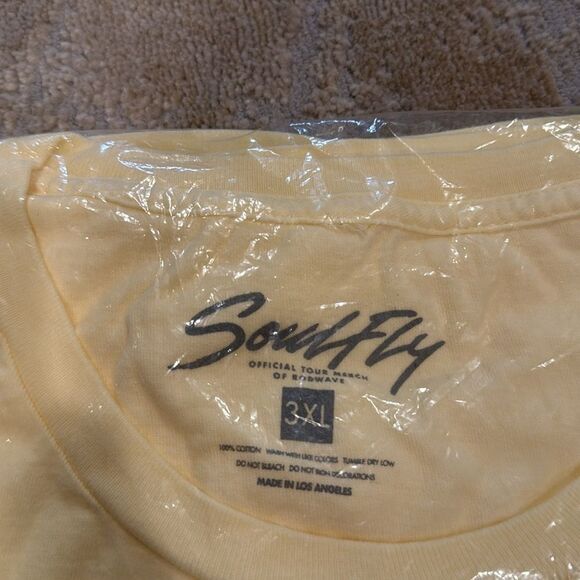 SoulFly
OFFICIAL TOUR MERCH
OF RODWAVE
3XL
100% COTTON WASH WITH LIKE COLORS TUMBLE DRY LOW
DO NOT BLEACH DO NOT IRON DECORATIONS
MADE IN LOS ANGELES